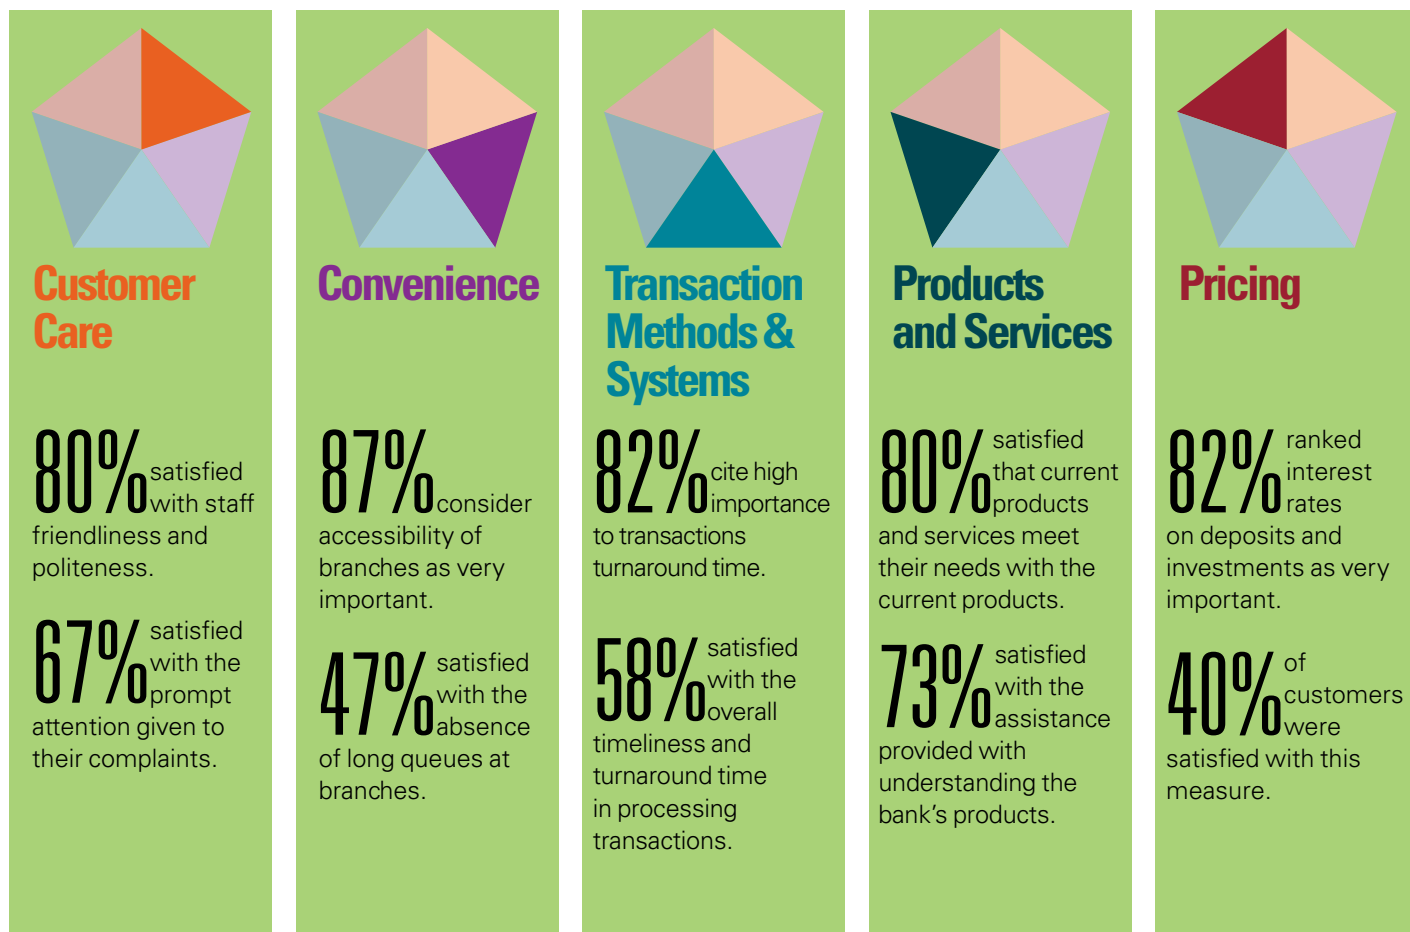 Customer
Care
80% satisfied
with staff
friendliness and
politeness.
67% satisfied
with the
prompt
attention given to
their complaints.
Convenience
87% consider
accessibility of
branches as very
important.
47% satisfied
with the
absence
of long queues at
branches.
Transaction
Methods &
Systems
82% cite high
importance
to transactions
turnaround time.
58% satisfied
with the
overall
timeliness and
turnaround time
in processing
transactions.
Products
and Services
80% satisfied
that current
products
and services meet
their needs with the
current products.
73% satisfied
with the
assistance
provided with
understanding the
bank’s products.
Pricing
82% ranked
interest
rates
on deposits and
investments as very
important.
40% of
customers
were
satisfied with this
measure.